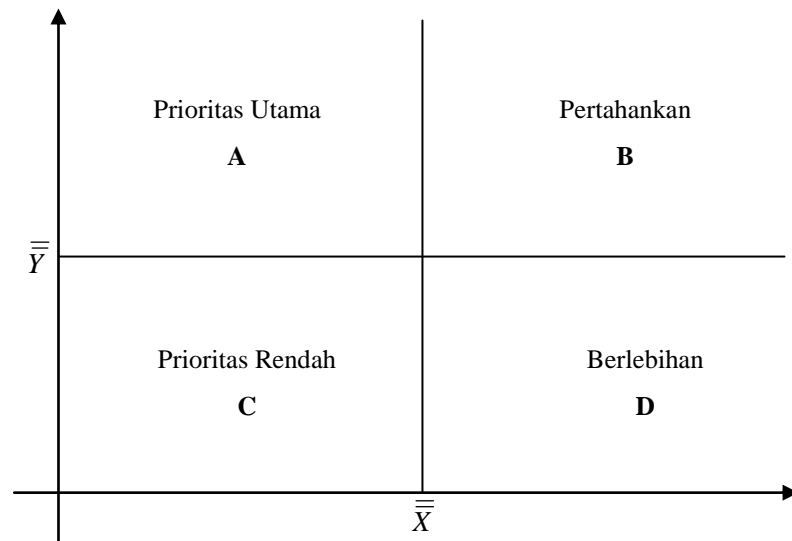 Prioritas Utama
A
Pertahankan
B
Y̿
Prioritas Rendah
C
Berlebihan
D
X̿